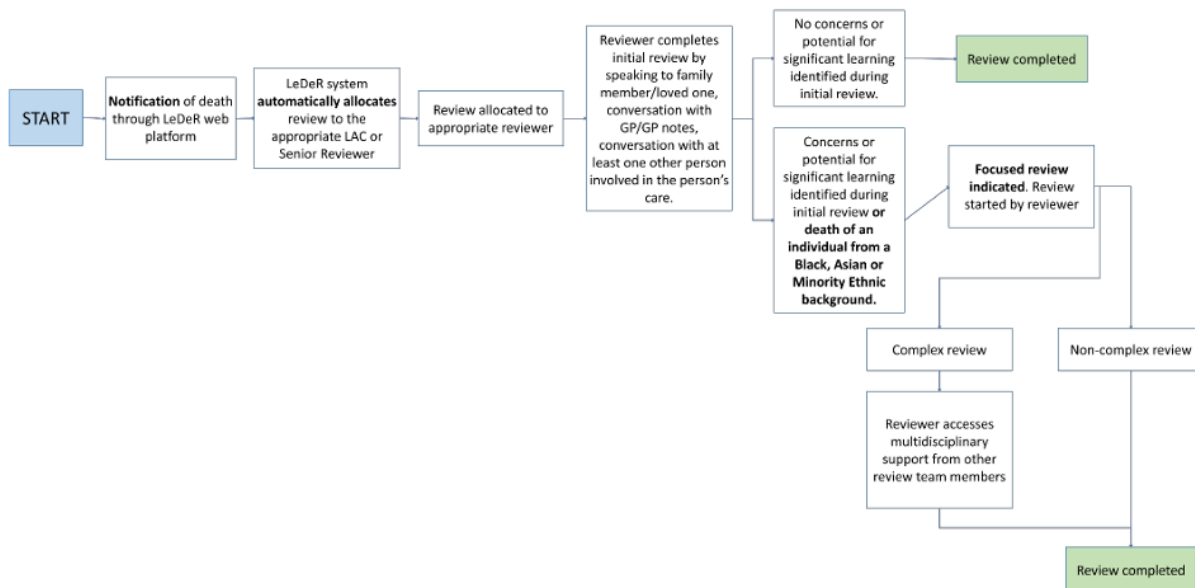 START
Notification of death
through LeDeR web
platform
LeDeR system
automatically allocates
review to the
appropriate LAC or
Senior Reviewer
Review allocated to
appropriate reviewer
Reviewer completes
initial review by
speaking to family
member/loved one,
conversation with
GP/GP notes,
conversation with at
least one other person
involved in the person's
care.
No concerns or
potential for
significant learning
identified during
initial review.
Review completed
Concerns or
potential for
significant learning
identified during
initial review or
death of an
individual from a
Black, Asian or
Minority Ethnic
background.
Focused review
indicated. Review
started by reviewer
Complex review
Non-complex review
Reviewer accesses
multidisciplinary
support from other
review team members
Review completed